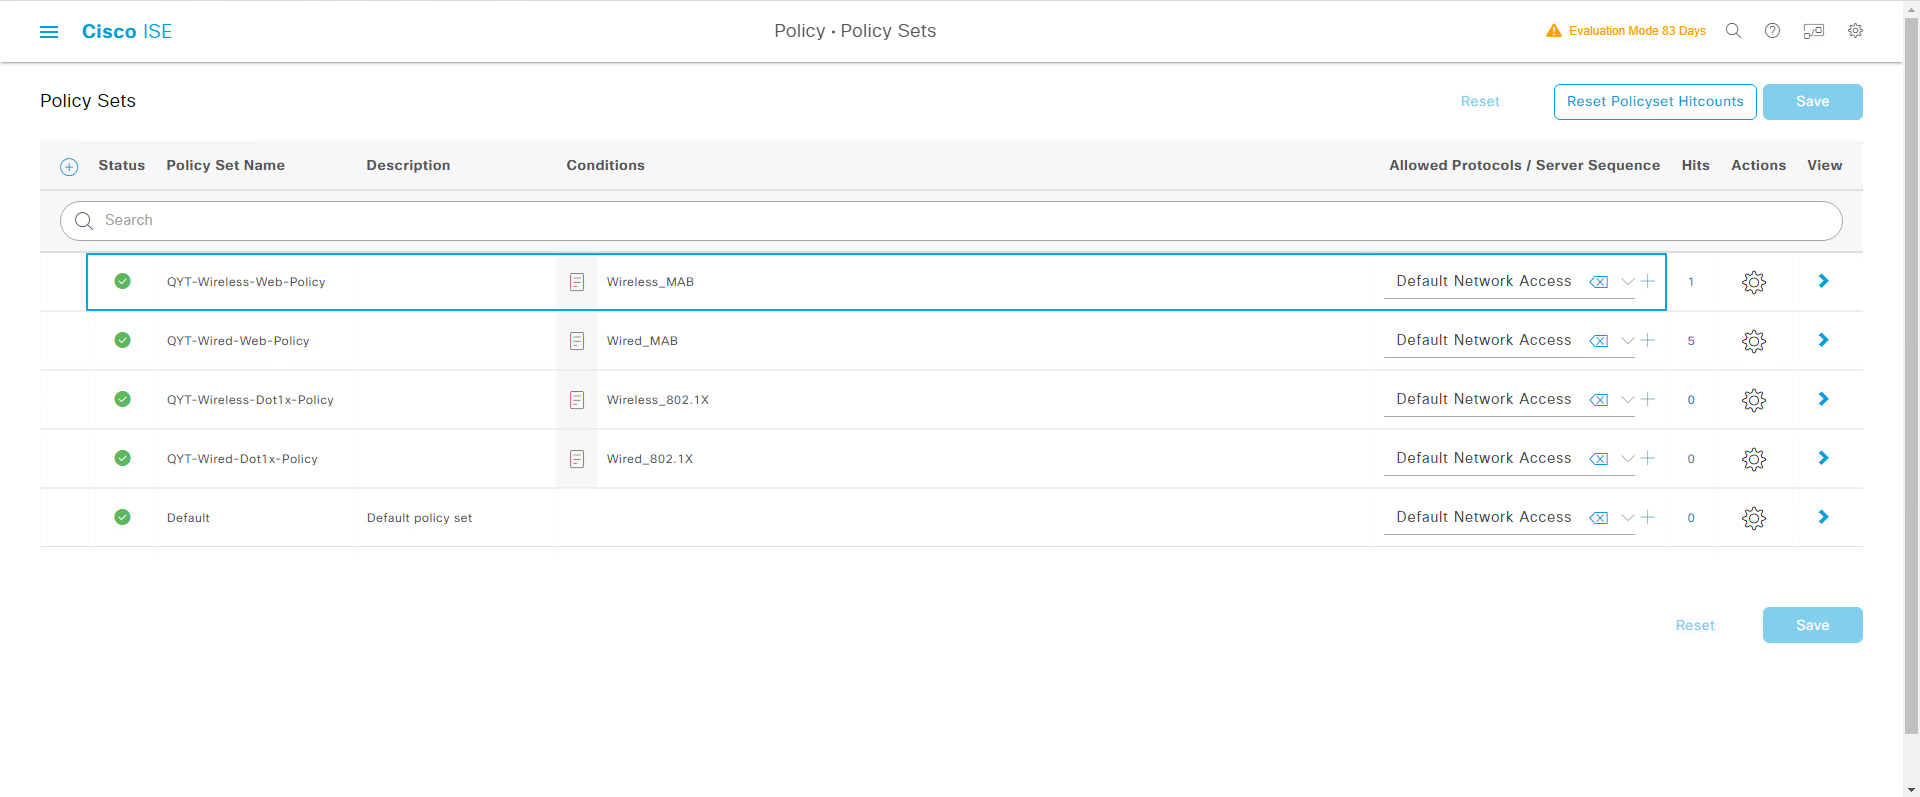 Cisco ISE
Policy · Policy Sets
Evaluation Mode 83 Days
Policy Sets
Reset
Reset Policyset Hitcounts
Save
Status Policy Set Name Description Conditions Allowed Protocols / Server Sequence Hits Actions View
Search
QYT-Wireless-Web-Policy Wireless_MAB Default Network Access 1
QYT-Wired-Web-Policy Wired_MAB Default Network Access 5
QYT-Wireless-Dot1x-Policy Wireless_802.1X Default Network Access 0
QYT-Wired-Dot1x-Policy Wired_802.1X Default Network Access 0
Default Default policy set Default Network Access 0
Reset
Save